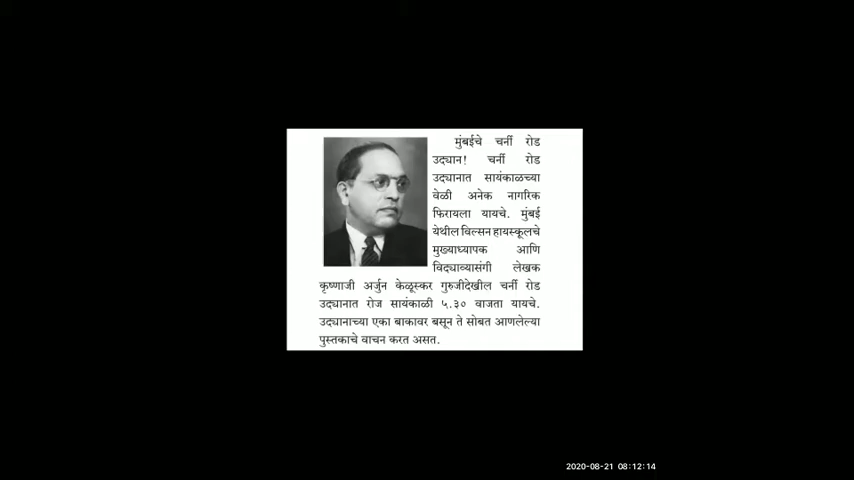 मुंबईचे चर्नी रोड
उद्यान! चर्नी रोड
उद्यानात सायंकाळच्या
वेळी अनेक नागरिक
फिरायला यायचे. मुंबई
येथील विल्सन हायस्कूलचे
मुख्याध्यापक आणि
विद्याव्यासंगी लेखक
कृष्णाजी अर्जुन केळूस्कर गुरुजीदेखील चर्नी रोड
उद्यानात रोज सायंकाळी ५.३० वाजता यायचे.
उद्यानाच्या एका बाकावर बसून ते सोबत आणलेल्या
पुस्तकाचे वाचन करत असत.
2020-08-21 08:12:14